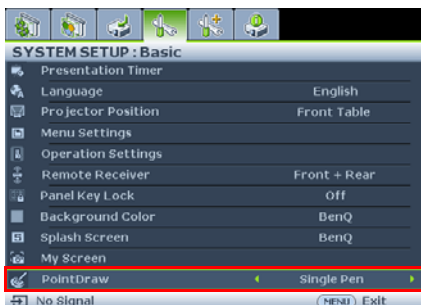 SYSTEM SETUP : Basic
Presentation Timer
Language English
Projector Position Front Table
Menu Settings
Operation Settings
Remote Receiver Front + Rear
Panel Key Lock Off
Background Color BenQ
Splash Screen BenQ
My Screen
PointDraw Single Pen
No Signal MENU Exit